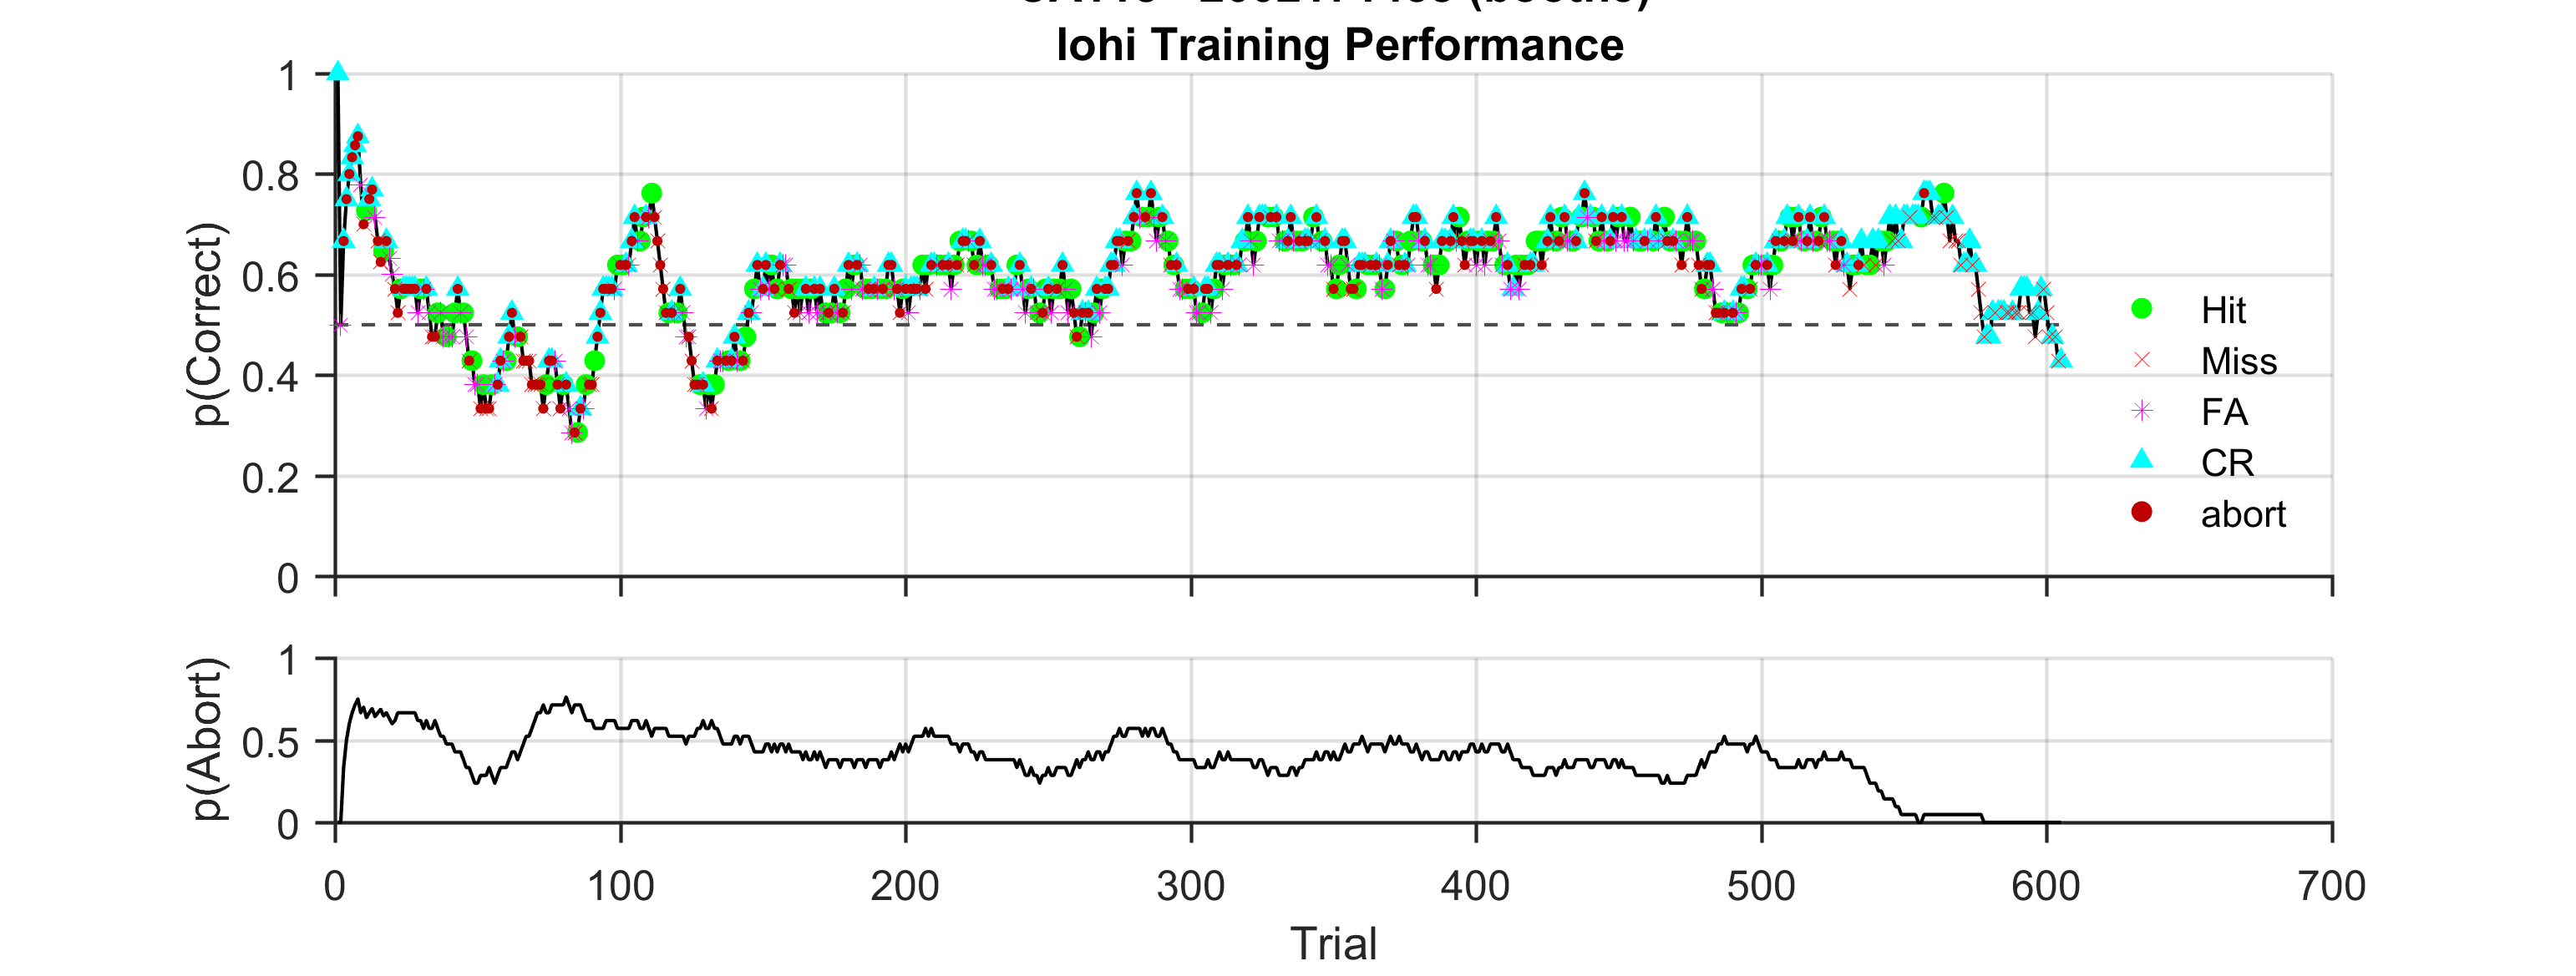 lohi Training Performance
1
0.8
0.6
0.4
0.2
0
p(Correct)
Hit
Miss
FA
CR
abort
1
0.5
0
p(Abort)
0 100 200 300 400 500 600 700
Trial